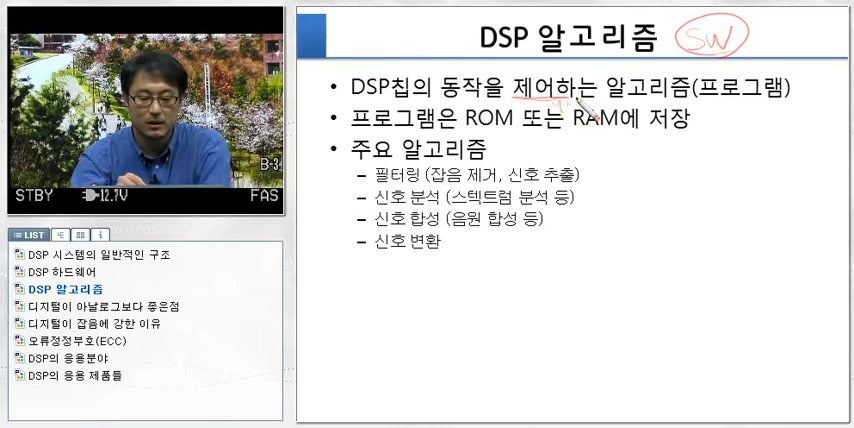 DSP 알고리즘
SW
• DSP칩의 동작을 제어하는 알고리즘(프로그램)
• 프로그램은 ROM 또는 RAM에 저장
• 주요 알고리즘
– 필터링 (잡음 제거, 신호 추출)
– 신호 분석 (스텍트럼 분석 등)
– 신호 합성 (음원 합성 등)
– 신호 변환
B-3
STBY 12.7V FAS
LIST
DSP 시스템의 일반적인 구조
DSP 하드웨어
DSP 알고리즘
디지털이 아날로그보다 좋은점
디지털이 잡음에 강한 이유
오류정정부호(ECC)
DSP의 응용분야
DSP의 응용 제품들